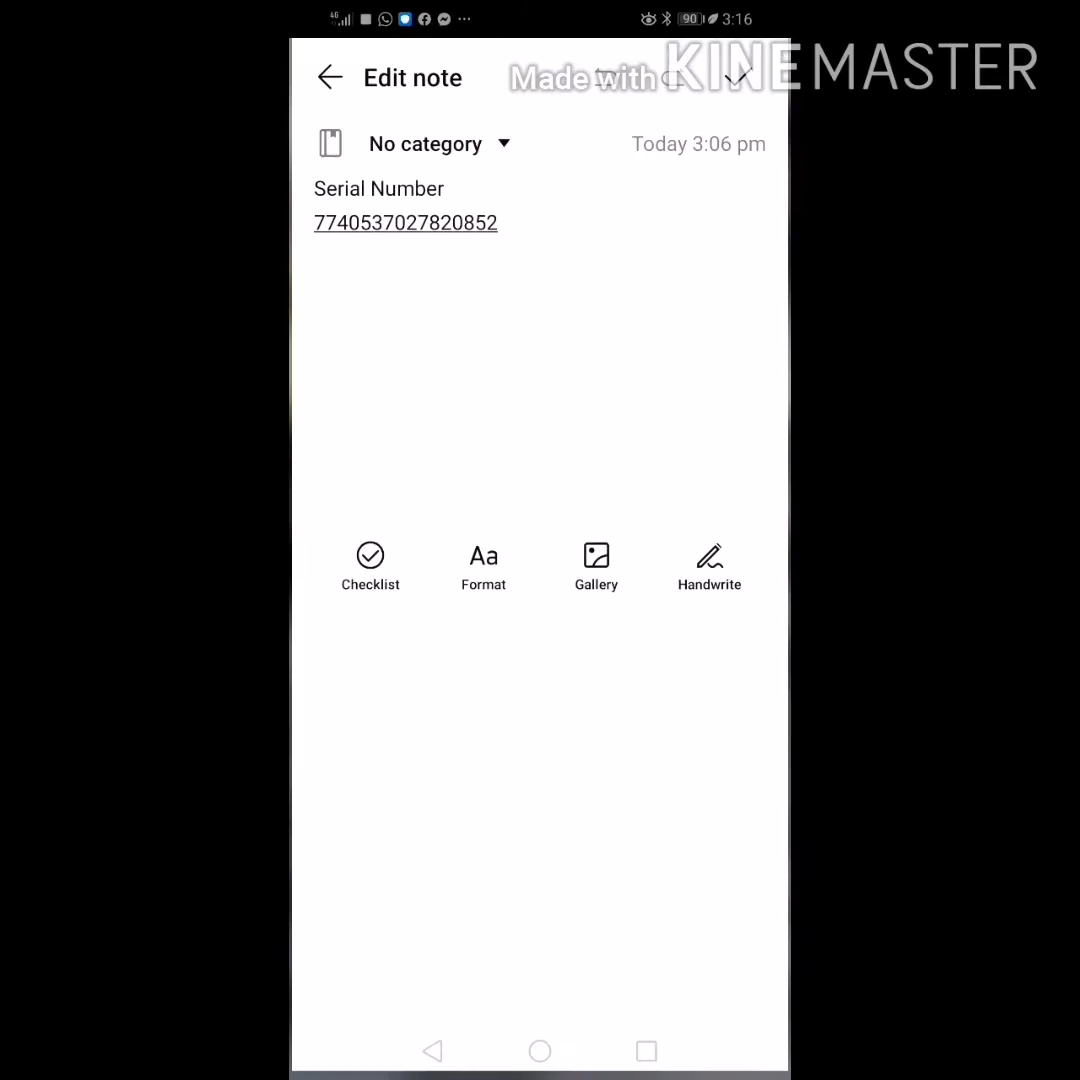 4G 90 3:16
Edit note
Made with KINEMASTER
No category
Today 3:06 pm
Serial Number
7740537027820852
Checklist
Format
Gallery
Handwrite